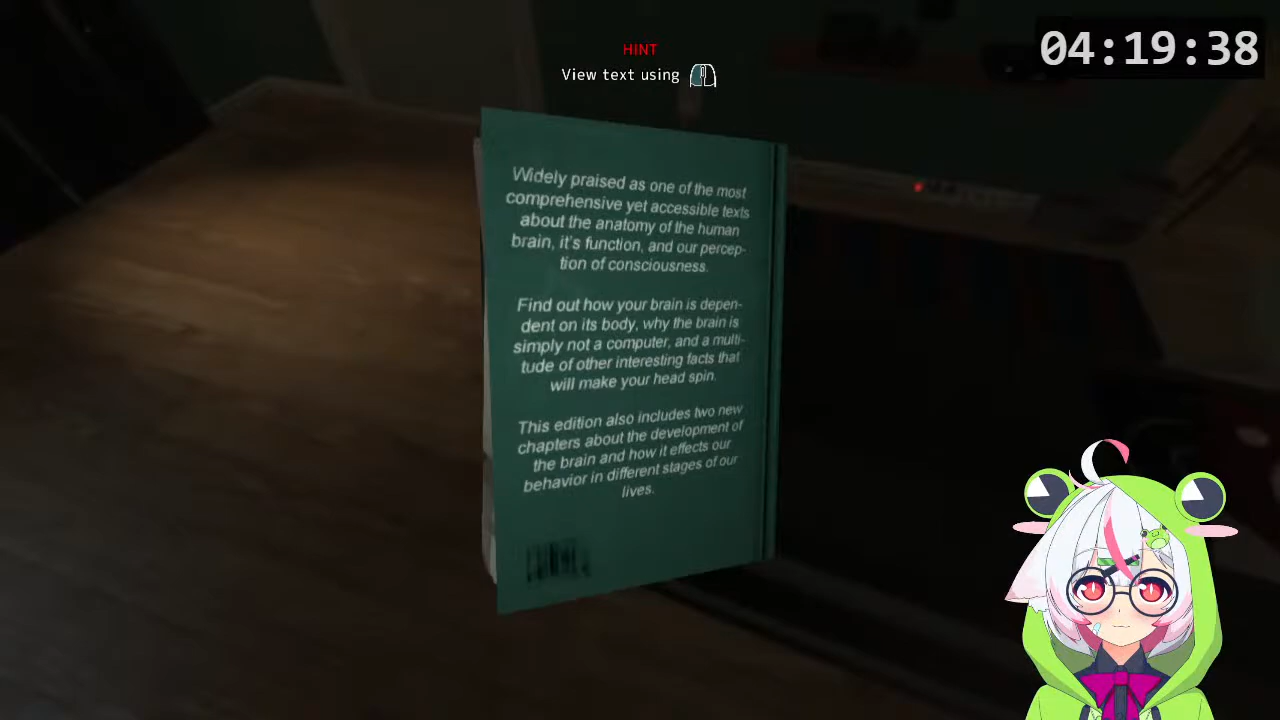 HINT
View text using
04:19:38
Widely praised as one of the most
comprehensive yet accessible texts
about the anatomy of the human
brain, it's function, and our percep-
tion of consciousness.
Find out how your brain is depen-
dent on its body, why the brain is
simply not a computer, and a multi-
tude of other interesting facts that
will make your head spin.
This edition also includes two new
chapters about the development of
the brain and how it effects our
behavior in different stages of our
lives.